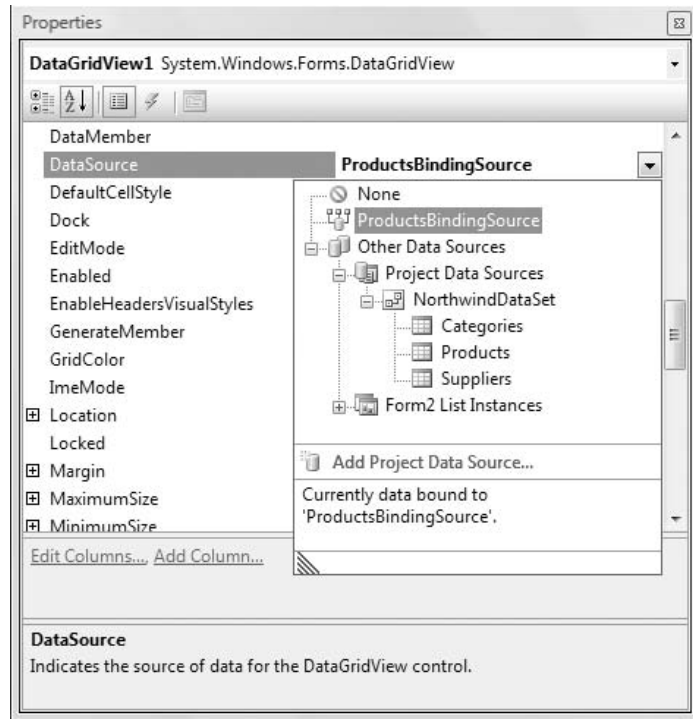 Properties
DataGridView1 System.Windows.Forms.DataGridView
DataMember
DataSource ProductsBindingSource
DefaultCellStyle
Dock
EditMode
Enabled
EnableHeadersVisualStyles
GenerateMember
GridColor
ImeMode
Location
Locked
Margin
MaximumSize
MinimumSize
None
ProductsBindingSource
Other Data Sources
Project Data Sources
NorthwindDataSet
Categories
Products
Suppliers
Form2 List Instances
Add Project Data Source...
Currently data bound to
'ProductsBindingSource'.
Edit Columns..., Add Column...
DataSource
Indicates the source of data for the DataGridView control.